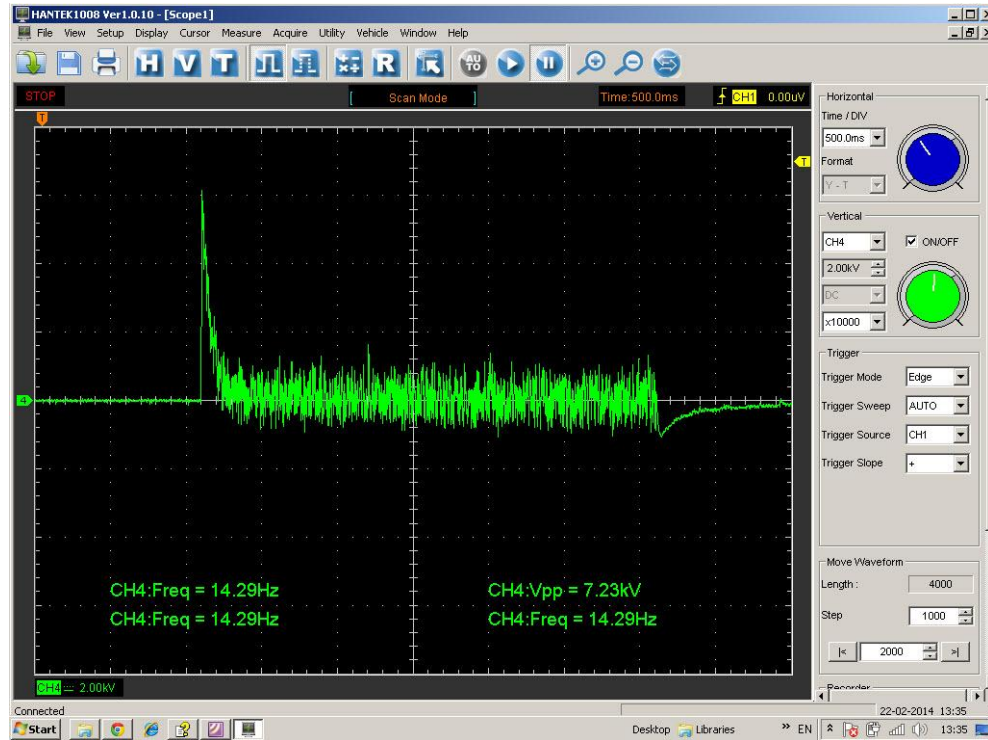 HANTEK1008 Ver1.0.10 - [Scope1]
File View Setup Display Cursor Measure Acquire Utility Vehicle Window Help
H V T R AUTO
STOP [ Scan Mode ] Time:500.0ms CH1 0.00uV
T
T
4
CH4:Freq = 14.29Hz CH4:Vpp = 7.23kV
CH4:Freq = 14.29Hz CH4:Freq = 14.29Hz
CH4 2.00kV
Horizontal
Time / DIV
500.0ms
Format
Y - T
Vertical
CH4 ON/OFF
2.00kV
DC
x10000
Trigger
Trigger Mode Edge
Trigger Sweep AUTO
Trigger Source CH1
Trigger Slope +
Move Waveform
Length : 4000
Step 1000
|< 2000 >|
Recorder
Connected 22-02-2014 13:35
Start Desktop Libraries » EN 13:35